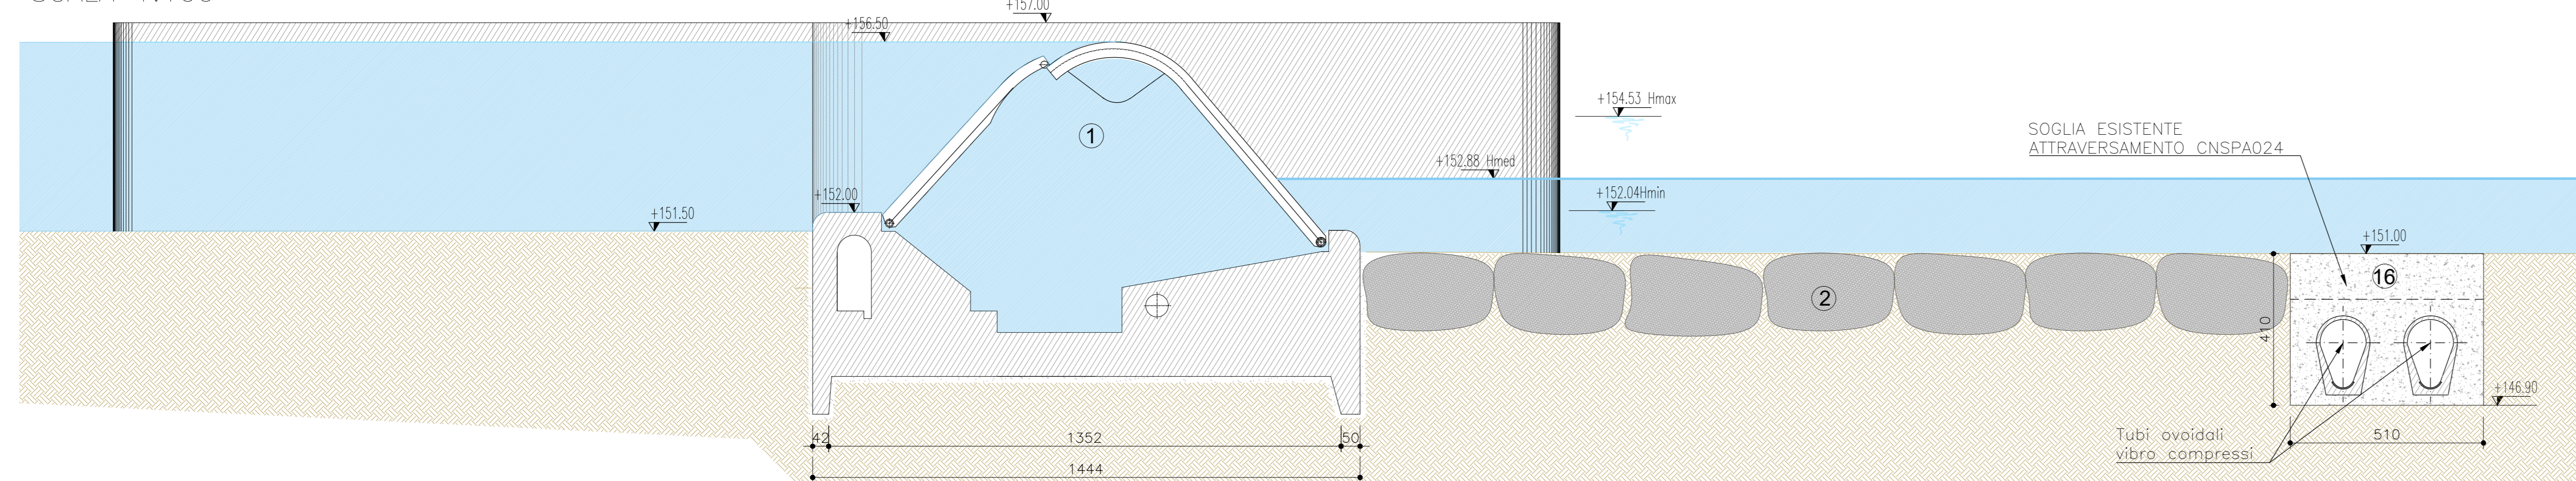 +157.00
+156.50
+154.53 Hmax
+152.88 Hmed
+152.04Hmin
+152.00
+151.50
1
2
SOGLIA ESISTENTE
ATTRAVERSAMENTO CNSPA024
+151.00
16
410
+146.90
510
Tubi ovoidali
vibro compressi
42
1352
50
1444